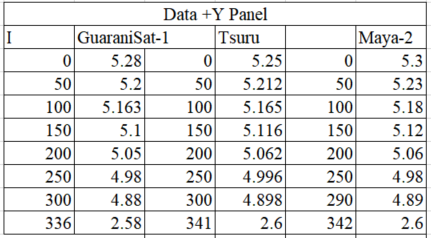 Data +Y Panel
I GuaraniSat-1 Tsuru Maya-2
0 5.28 0 5.25 0 5.3
50 5.2 50 5.212 50 5.23
100 5.163 100 5.165 100 5.18
150 5.1 150 5.116 150 5.12
200 5.05 200 5.062 200 5.06
250 4.98 250 4.996 250 4.98
300 4.88 300 4.898 290 4.89
336 2.58 341 2.6 342 2.6